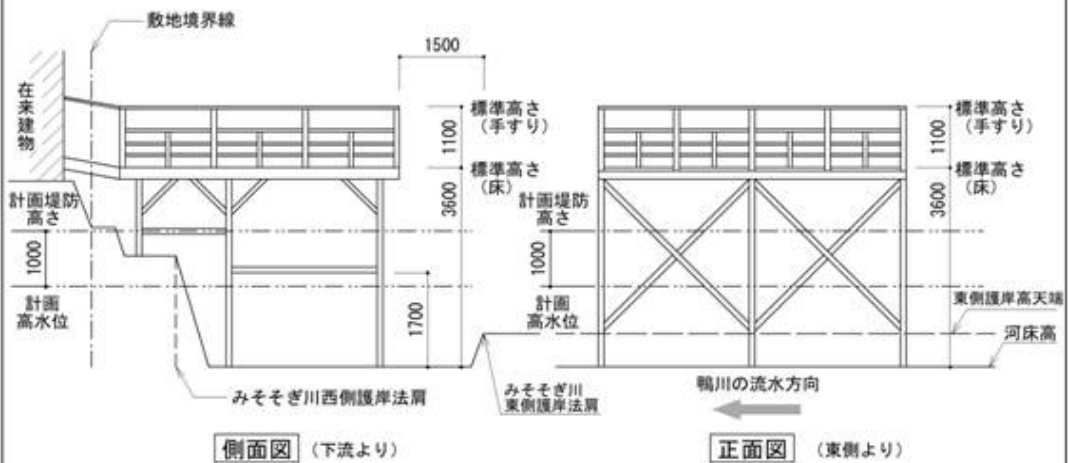 敷地境界線
在来建物
1500
標準高さ
(手すり)
1100
標準高さ
(床)
3600
計画堤防
高さ
1000
計画
高水位
1700
みそそぎ川西側護岸法肩
みそそぎ川
東側護岸法肩
側面図 (下流より)
標準高さ
(手すり)
1100
標準高さ
(床)
3600
計画堤防
高さ
1000
計画
高水位
東側護岸高天端
河床高
鴨川の流水方向
正面図 (東側より)